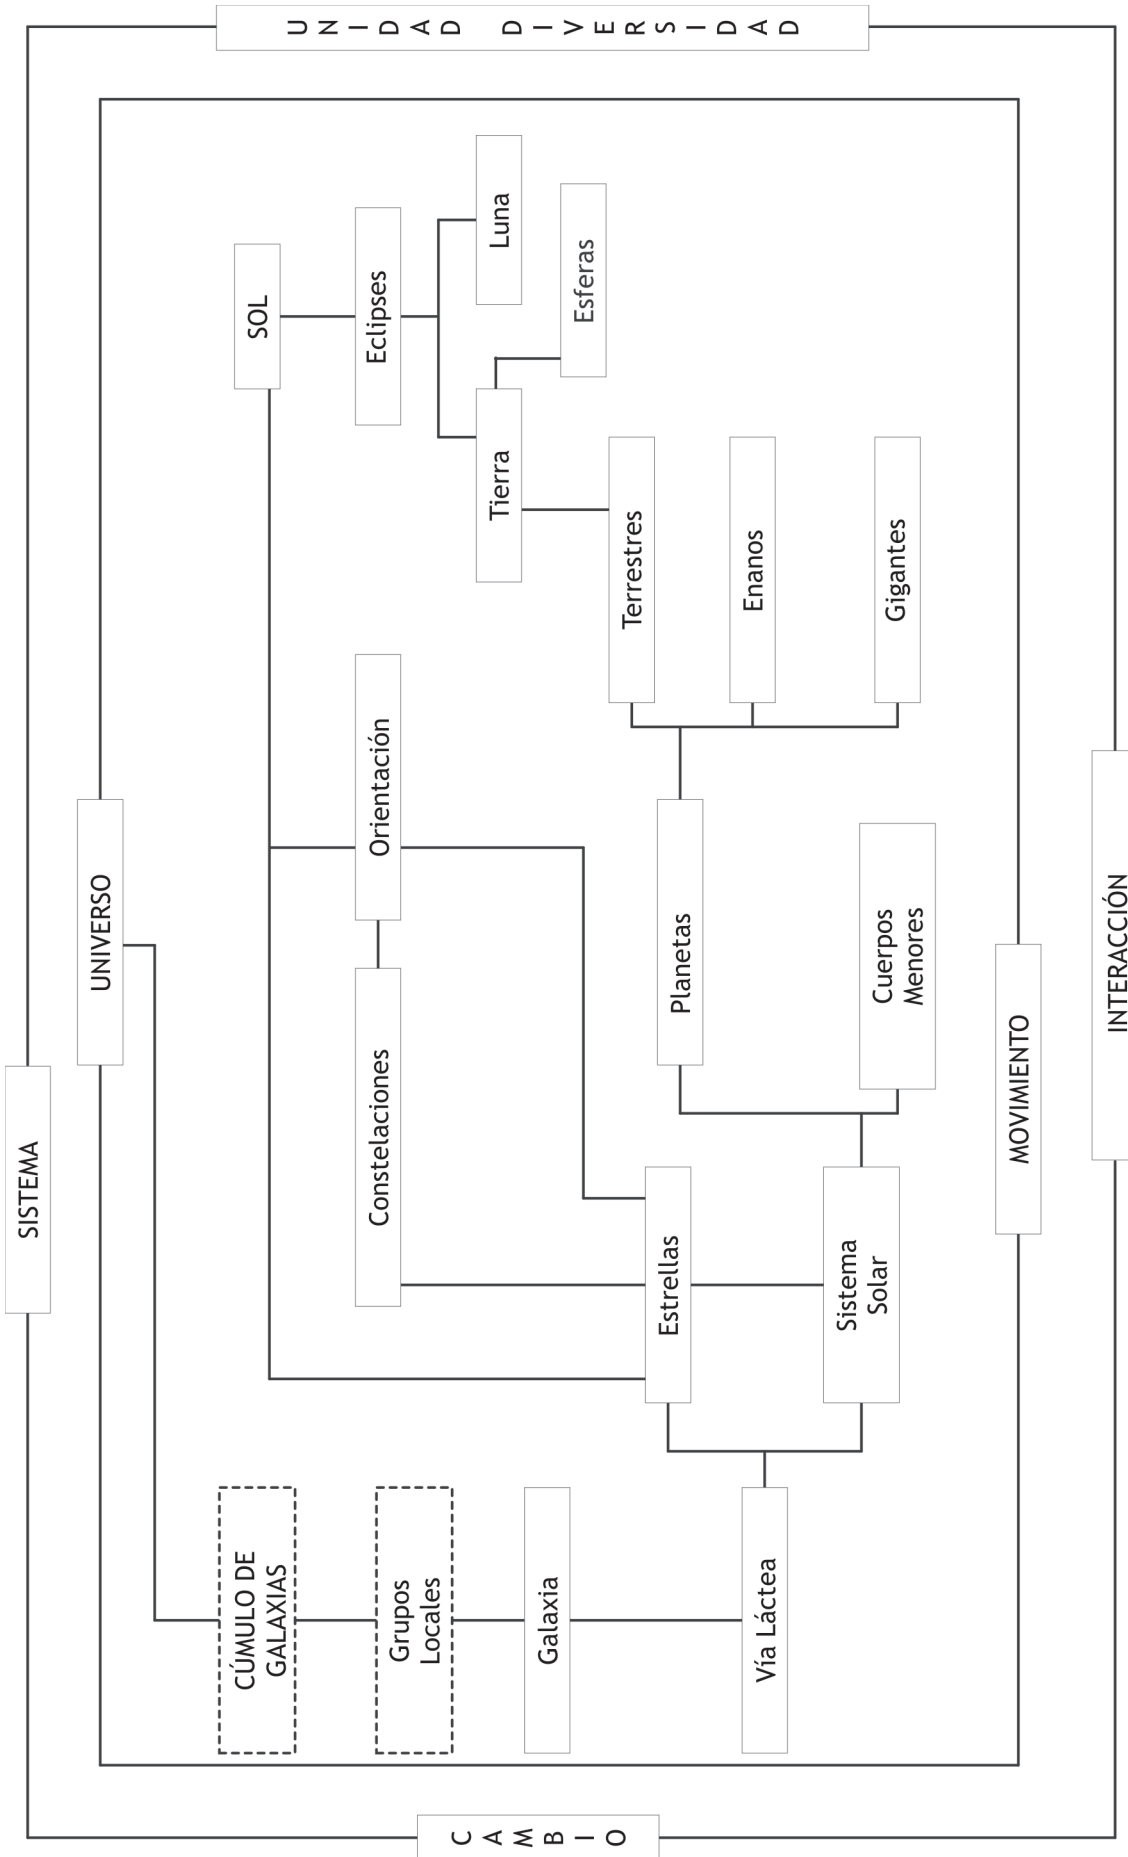 SISTEMA
UNIVERSO
CAMBIO
UNIDAD DIVERSIDAD
CÚMULO DE
GALAXIAS
SOL
Grupos
Locales
Constelaciones
Orientación
Eclipses
Galaxia
Tierra
Luna
Esferas
Estrellas
Planetas
Terrestres
Vía Láctea
Enanos
Sistema
Solar
Cuerpos
Menores
Gigantes
MOVIMIENTO
INTERACCIÓN